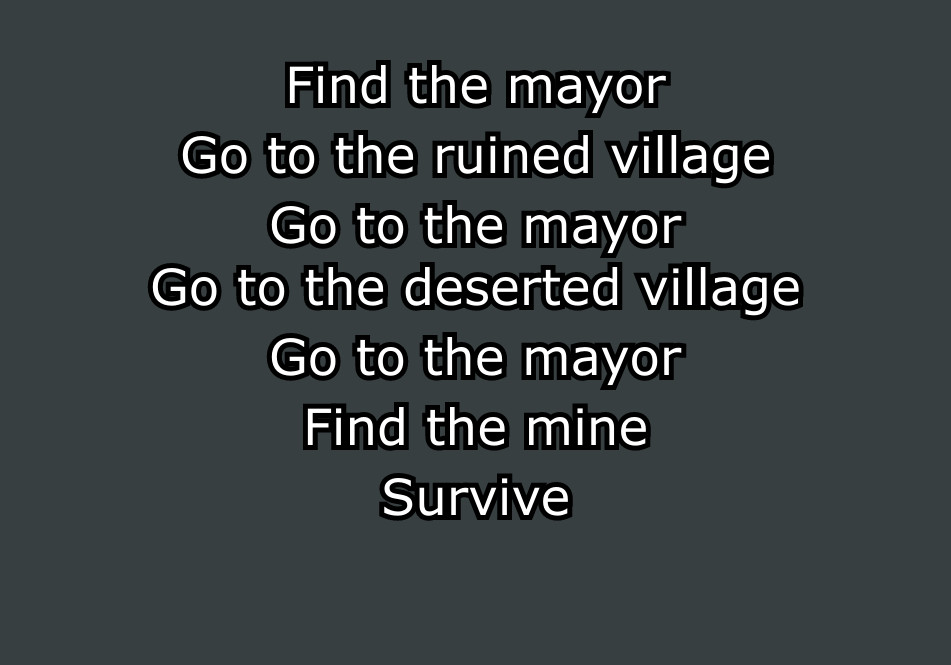 Find the mayor
Go to the ruined village
Go to the mayor
Go to the deserted village
Go to the mayor
Find the mine
Survive